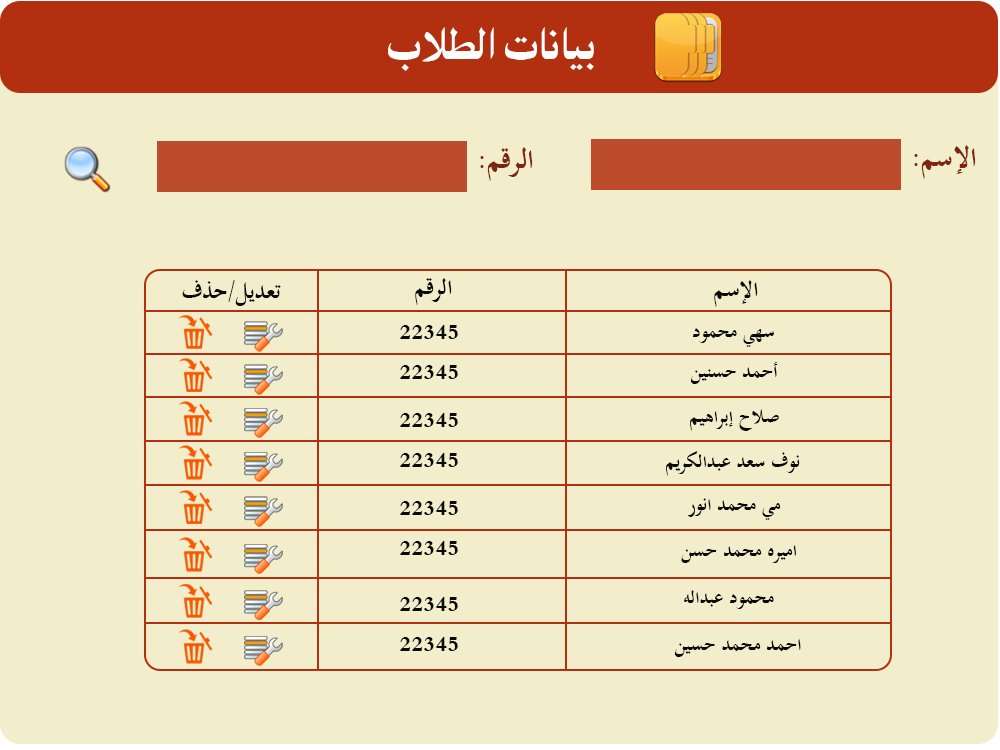 بيانات الطلاب
الإسم: الرقم:
الإسم الرقم تعديل/حذف
سهي محمود 22345
أحمد حسنين 22345
صلاح إبراهيم 22345
نوف سعد عبدالكريم 22345
مي محمد انور 22345
اميره محمد حسن 22345
محمود عبداله 22345
احمد محمد حسين 22345